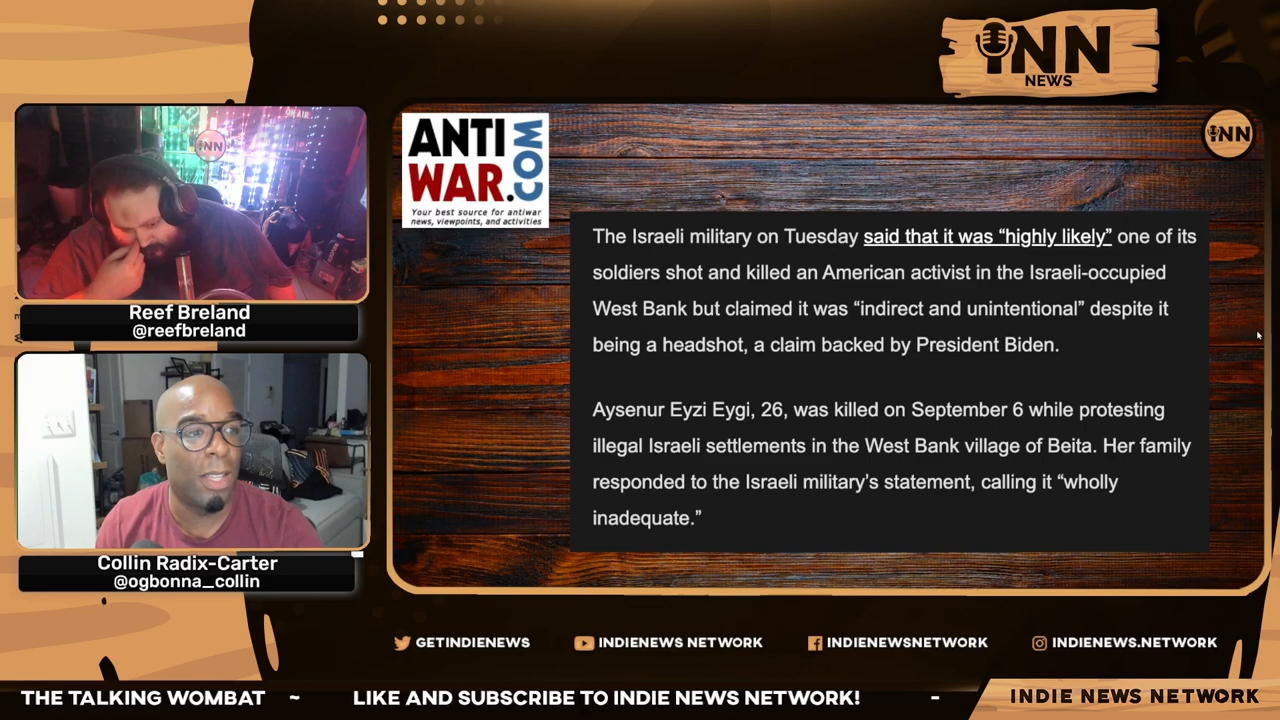 INN
NEWS
INN
ON AIR
INN
ANTI
WAR.COM
Your best source for antiwar
news, viewpoints, and activities
The Israeli military on Tuesday said that it was “highly likely” one of its
soldiers shot and killed an American activist in the Israeli-occupied
West Bank but claimed it was “indirect and unintentional” despite it
being a headshot, a claim backed by President Biden.
Aysenur Eyzi Eygi, 26, was killed on September 6 while protesting
illegal Israeli settlements in the West Bank village of Beita. Her family
responded to the Israeli military’s statement, calling it “wholly
inadequate.”
Reef Breland
@reefbreland
Collin Radix-Carter
@ogbonna_collin
GETINDIENEWS
INDIENEWS NETWORK
INDIENEWSNETWORK
INDIENEWS.NETWORK
THE TALKING WOMBAT ~ LIKE AND SUBSCRIBE TO INDIE NEWS NETWORK! -
INDIE NEWS NETWORK